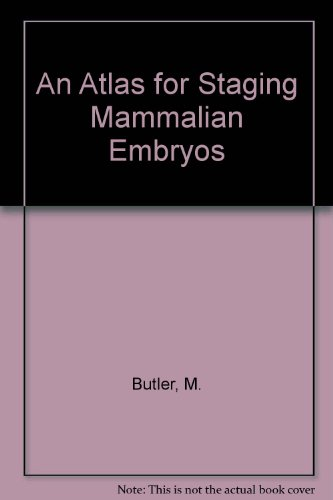 An Atlas for Staging
Mammalian
Embryos
Butler, M.
Note: This is not the actual book cover